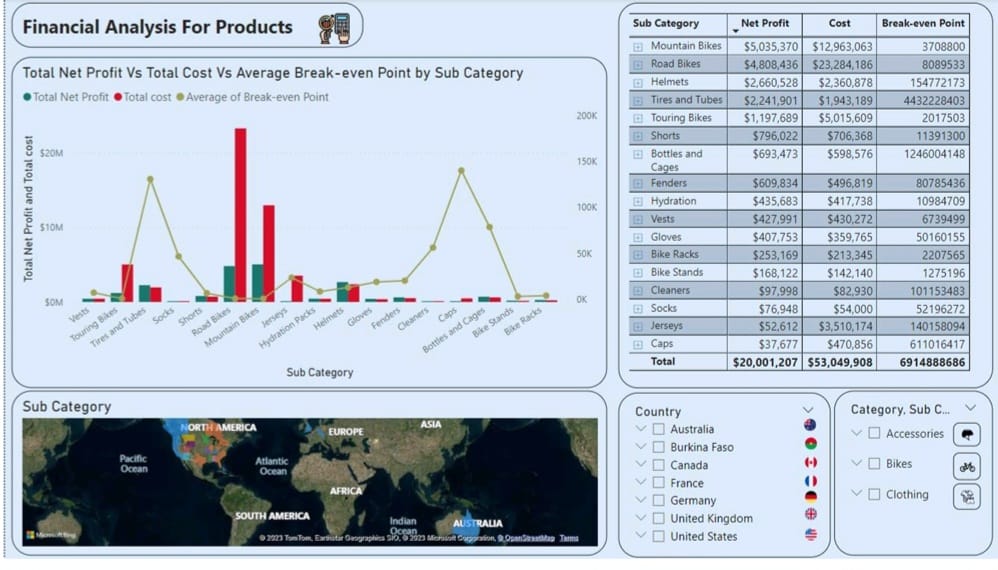 Financial Analysis For Products
Total Net Profit Vs Total Cost Vs Average Break-even Point by Sub Category
Total Net Profit Total cost Average of Break-even Point
Total Net Profit and Total cost
$20M
$10M
$0M
200K
150K
100K
50K
0K
Vests
Touring Bikes
Tires and Tubes
Socks
Shorts
Road Bikes
Mountain Bikes
Jerseys
Hydration Packs
Helmets
Gloves
Fenders
Cleaners
Caps
Bottles and Cages
Bike Stands
Bike Racks
Sub Category
Sub Category Net Profit Cost Break-even Point
Mountain Bikes $5,035,370 $12,963,063 3708800
Road Bikes $4,808,436 $23,284,186 8089533
Helmets $2,660,528 $2,360,878 154772173
Tires and Tubes $2,241,901 $1,943,189 4432228403
Touring Bikes $1,197,689 $5,015,609 2017503
Shorts $796,022 $706,368 11391300
Bottles and $693,473 $598,576 1246004148
Cages
Fenders $609,834 $496,819 80785436
Hydration $435,683 $417,738 10984709
Vests $427,991 $430,272 6739499
Gloves $407,753 $359,765 50160155
Bike Racks $253,169 $213,345 2207565
Bike Stands $168,122 $142,140 1275196
Cleaners $97,998 $82,930 101153483
Socks $76,948 $54,000 52196272
Jerseys $52,612 $3,510,174 140158094
Caps $37,677 $470,856 611016417
Total $20,001,207 $53,049,908 6914888686
Sub Category
NORTH AMERICA
EUROPE
ASIA
Pacific
Ocean
Atlantic
Ocean
AFRICA
SOUTH AMERICA
Indian
Ocean
AUSTRALIA
Microsoft Bing
© 2023 TomTom, Earthstar Geographics SIO, © 2023 Microsoft Corporation, © OpenStreetMap Terms
Country
Australia
Burkina Faso
Canada
France
Germany
United Kingdom
United States
Category, Sub C...
Accessories
Bikes
Clothing